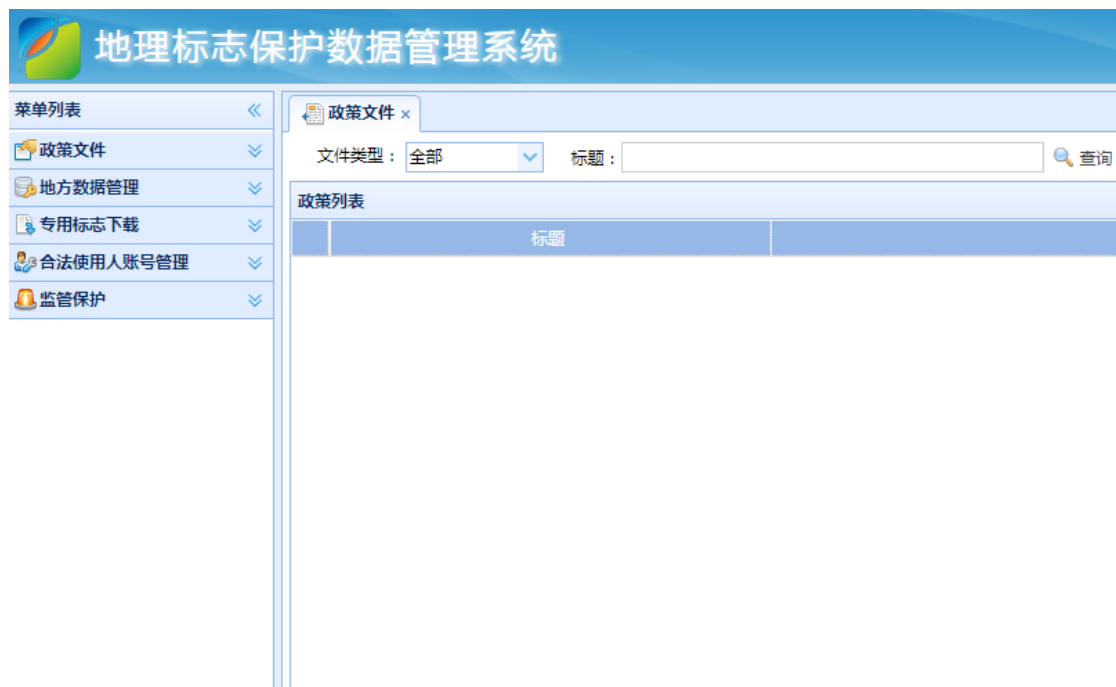 地理标志保护数据管理系统
菜单列表
政策文件
地方数据管理
专用标志下载
合法使用人账号管理
监管保护
政策文件 ×
文件类型： 全部 标题： 查询
政策列表
标题